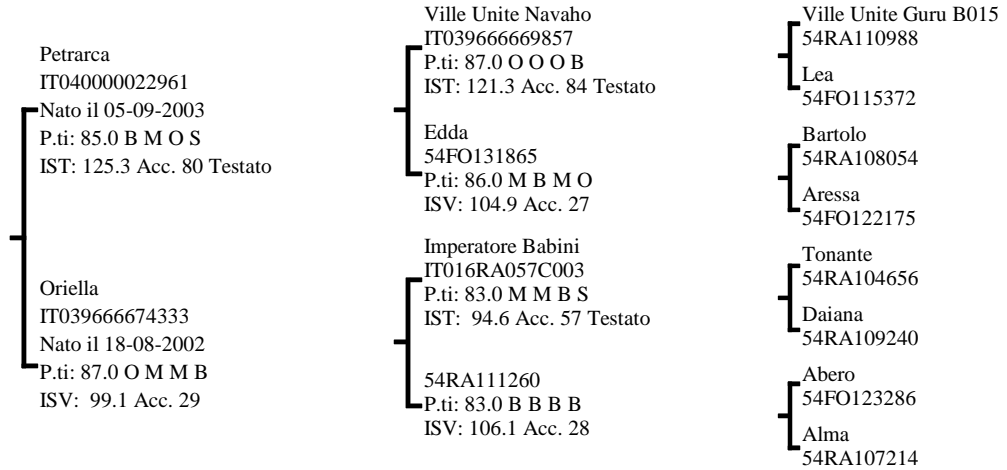 Petrarca
IT040000022961
Nato il 05-09-2003
P.ti: 85.0 B M O S
IST: 125.3 Acc. 80 Testato
Oriella
IT039666674333
Nato il 18-08-2002
P.ti: 87.0 O M M B
ISV:  99.1 Acc. 29
Ville Unite Navaho
IT039666669857
P.ti: 87.0 O O O B
IST: 121.3 Acc. 84 Testato
Edda
54FO131865
P.ti: 86.0 M B M O
ISV: 104.9 Acc. 27
Imperatore Babini
IT016RA057C003
P.ti: 83.0 M M B S
IST:  94.6 Acc. 57 Testato
54RA111260
P.ti: 83.0 B B B B
ISV: 106.1 Acc. 28
Ville Unite Guru B015
54RA110988
Lea
54FO115372
Bartolo
54RA108054
Aressa
54FO122175
Tonante
54RA104656
Daiana
54RA109240
Abero
54FO123286
Alma
54RA107214